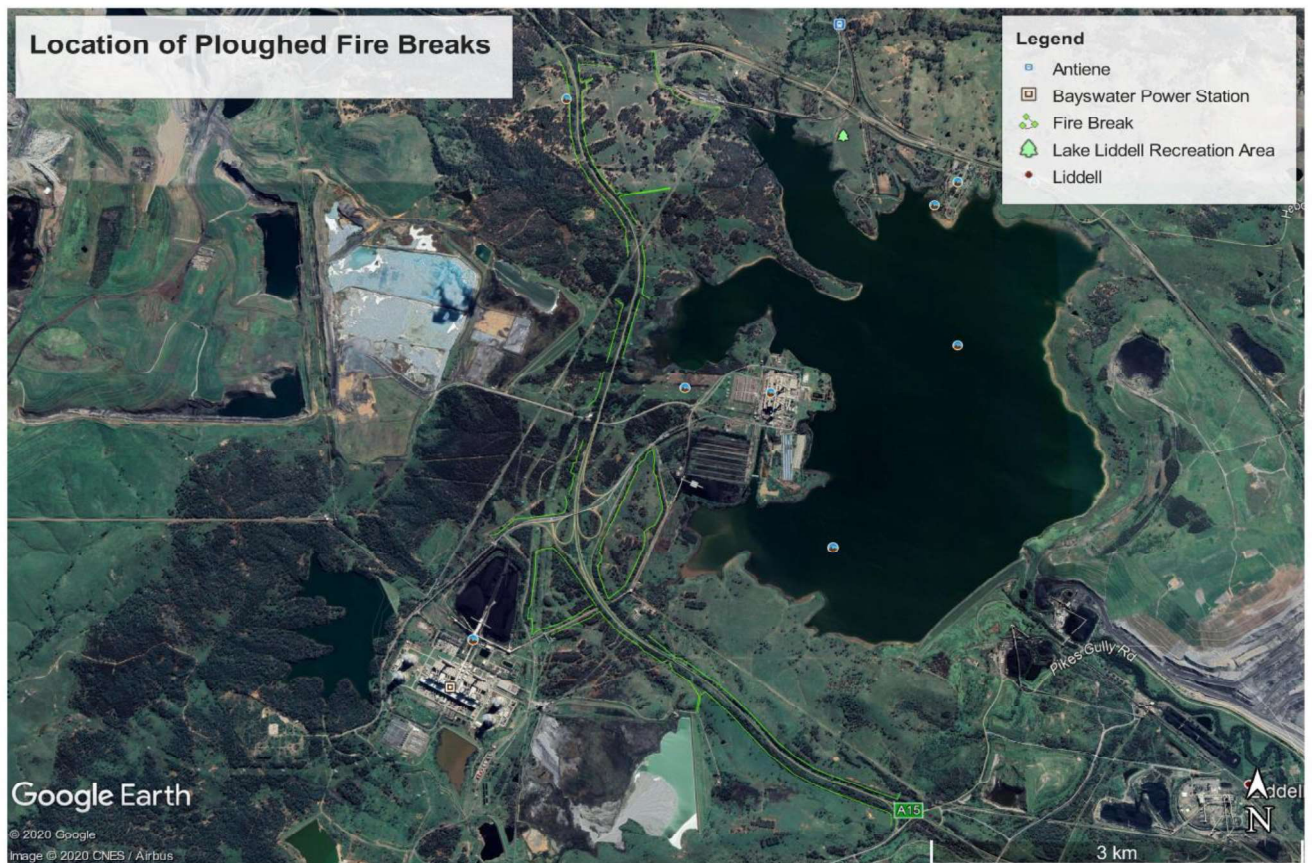 Location of Ploughed Fire Breaks
Legend
Antiene
Bayswater Power Station
Fire Break
Lake Liddell Recreation Area
Liddell
Pikes Gully Rd
Google Earth
A15
N
© 2020 Google
Image © 2020 CNES / Airbus
3 km